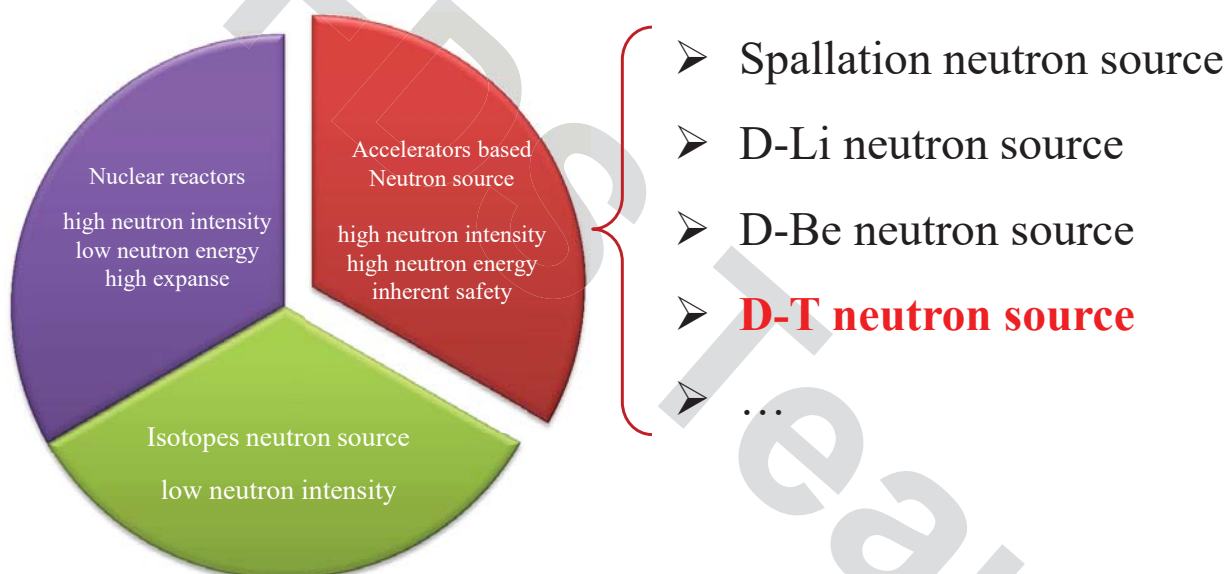 Nuclear reactors
high neutron intensity
low neutron energy
high expanse
Accelerators based
Neutron source
high neutron intensity
high neutron energy
inherent safety
Isotopes neutron source
low neutron intensity
➢ Spallation neutron source
➢ D-Li neutron source
➢ D-Be neutron source
➢ D-T neutron source
➢ …